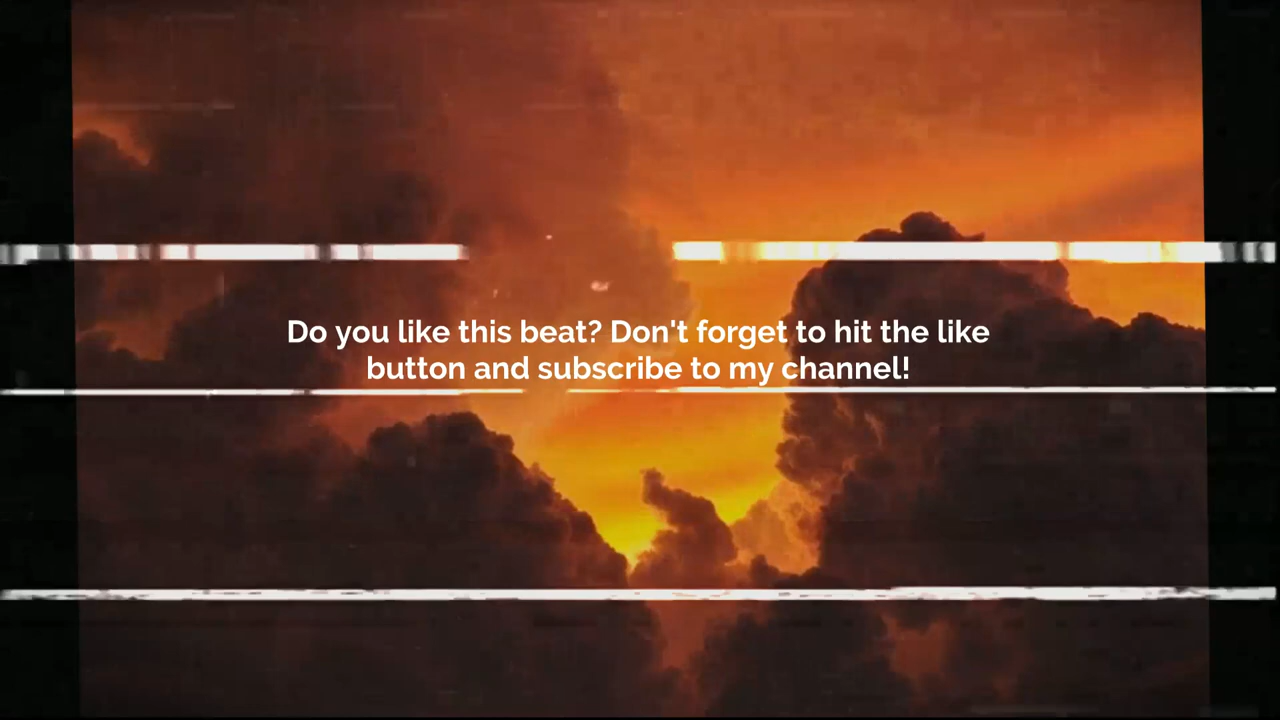 Do you like this beat? Don't forget to hit the like
button and subscribe to my channel!